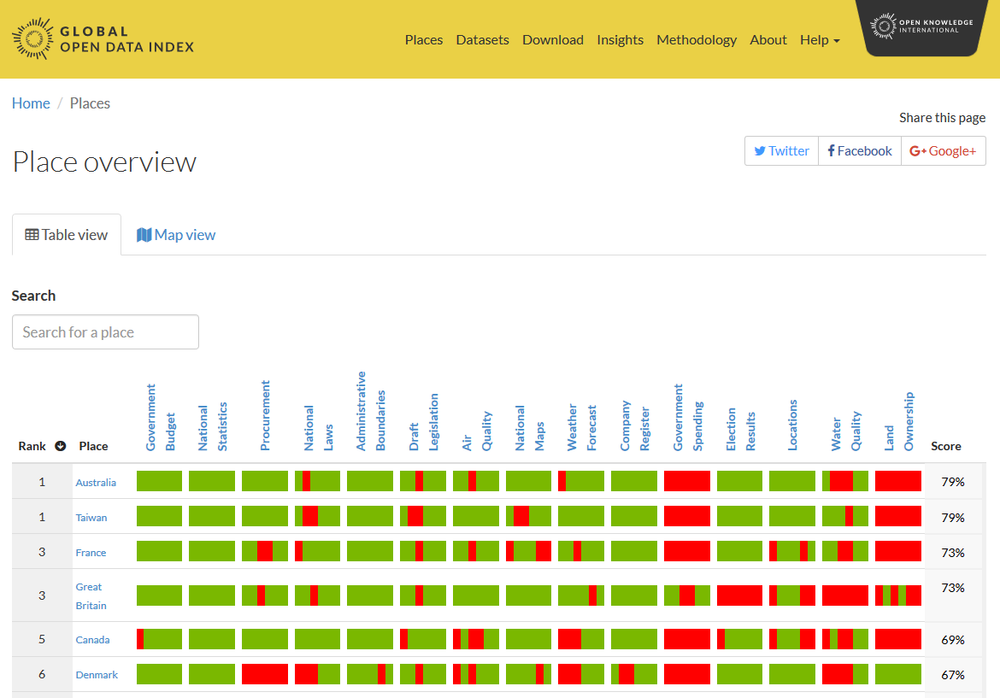 GLOBAL
OPEN DATA INDEX
Places Datasets Download Insights Methodology About Help
OPEN KNOWLEDGE
INTERNATIONAL
Home / Places
Share this page
Place overview
Twitter Facebook G+ Google+
Table view Map view
Search
Search for a place
Rank Place
Government
Budget
National
Statistics
Procurement
National
Laws
Administrative
Boundaries
Draft
Legislation
Air
Quality
National
Maps
Weather
Forecast
Company
Register
Government
Spending
Election
Results
Locations
Water
Quality
Land
Ownership
Score
1 Australia 79%
1 Taiwan 79%
3 France 73%
3 Great
Britain 73%
5 Canada 69%
6 Denmark 67%